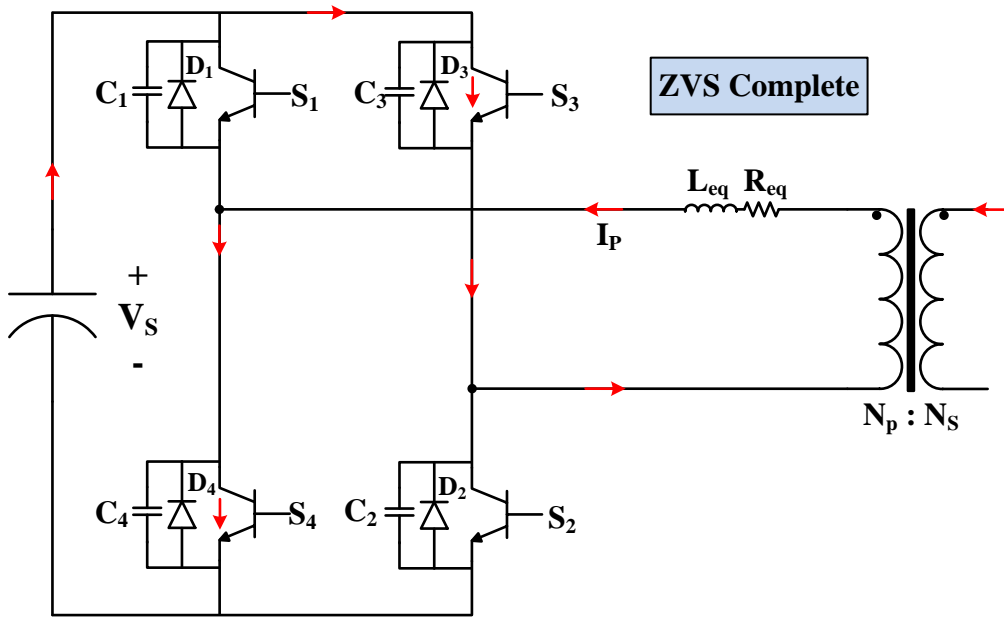 D1
D3
C1
S1
C3
S3
ZVS Complete
Leq
Req
IP
+
VS
-
Np : NS
D4
D2
C4
S4
C2
S2